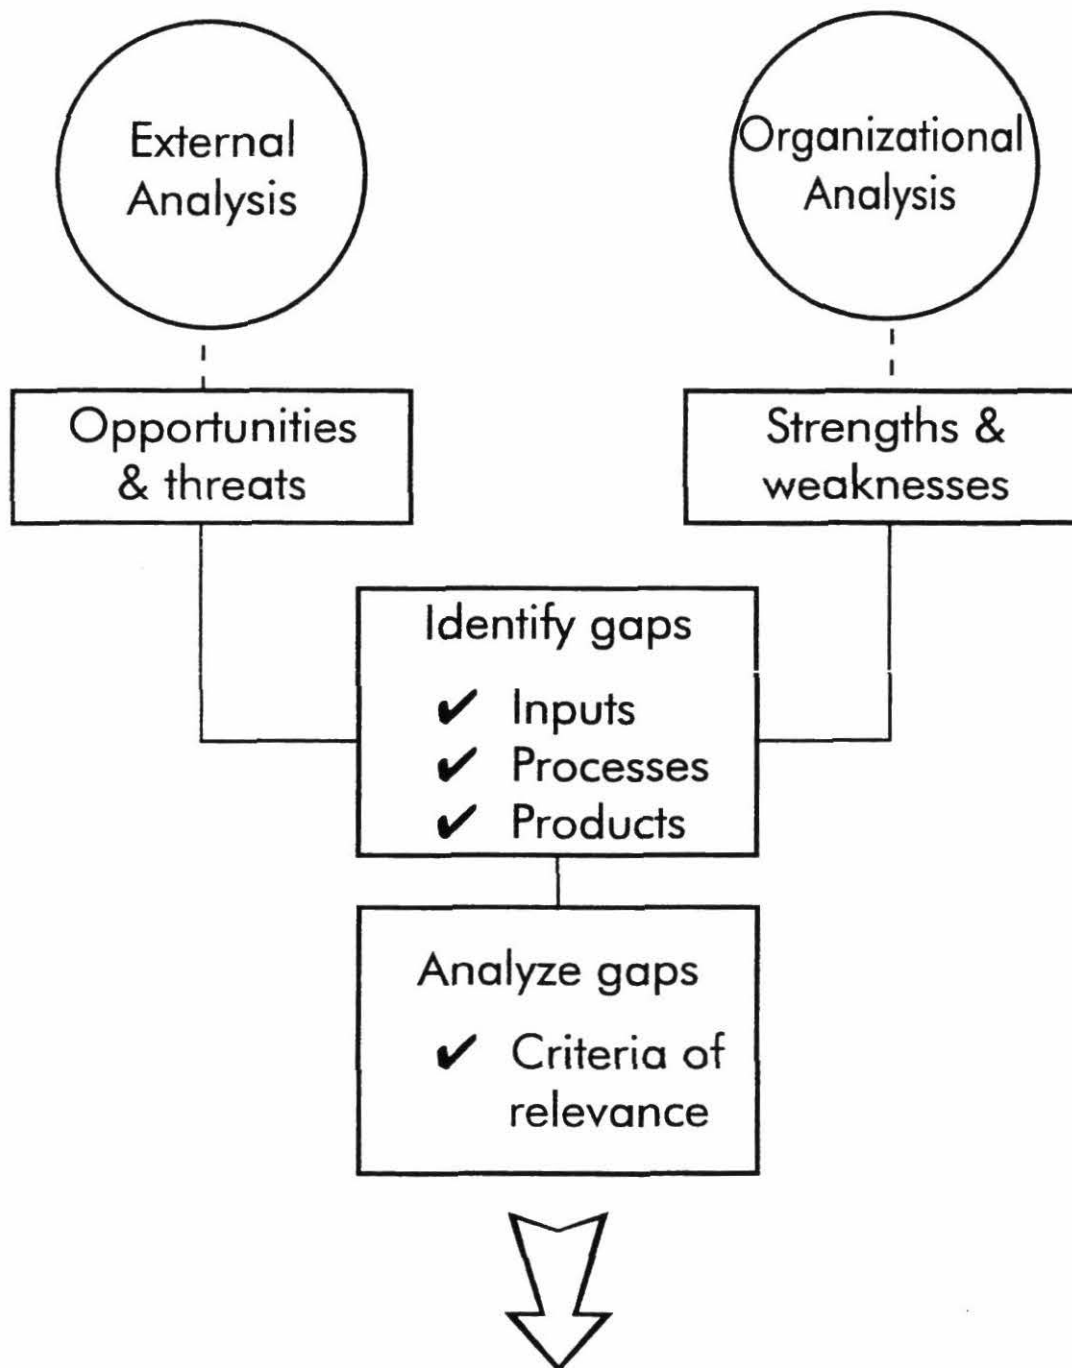 External
Analysis
Organizational
Analysis
Opportunities
& threats
Strengths &
weaknesses
Identify gaps
✔ Inputs
✔ Processes
✔ Products
Analyze gaps
✔ Criteria of
relevance